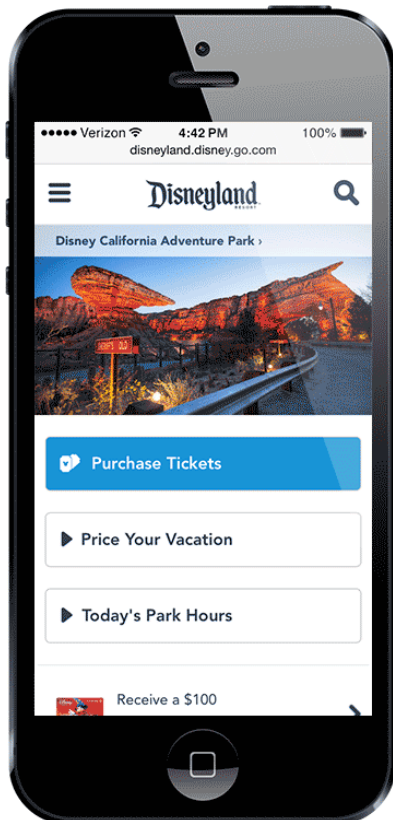 Verizon 4:42 PM 100%
disneyland.disney.go.com
Disneyland
RESORT
Disney California Adventure Park ›
Purchase Tickets
Price Your Vacation
Today's Park Hours
Receive a $100